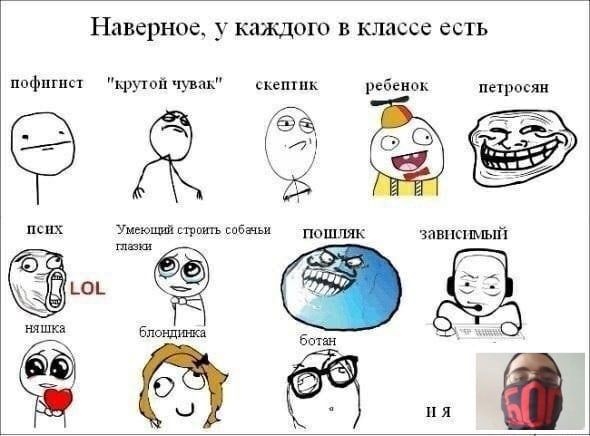 Наверное, у каждого в классе есть
пофигист "крутой чувак" скептик ребенок петросян
псих Умеющий строить собачьи глазки пошляк зависимый
LOL
няшка блондинка ботан
и я
БОГ